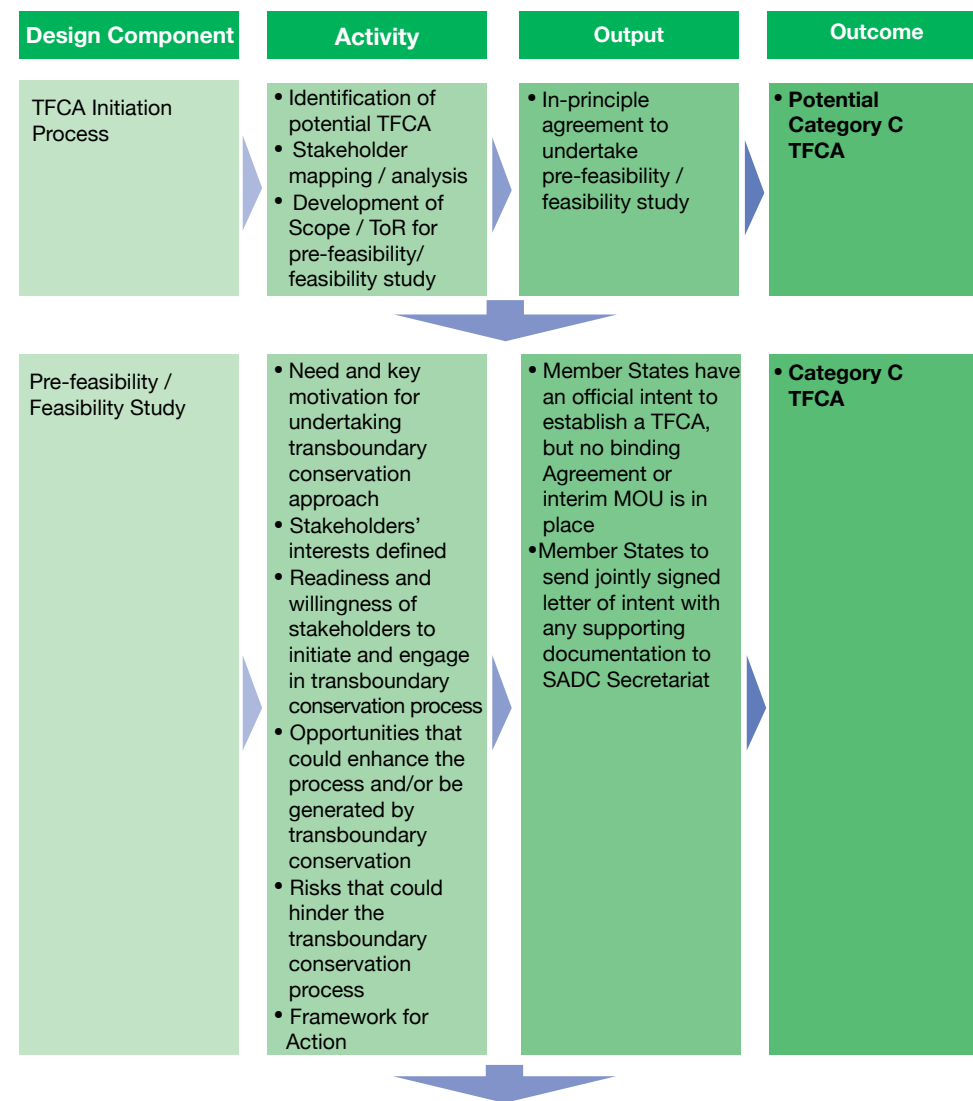 Design Component
Activity
Output
Outcome
TFCA Initiation
Process
• Identification of
potential TFCA
• Stakeholder
mapping / analysis
• Development of
Scope / ToR for
pre-feasibility/
feasibility study
• In-principle
agreement to
undertake
pre-feasibility /
feasibility study
• Potential
Category C
TFCA
Pre-feasibility /
Feasibility Study
• Need and key
motivation for
undertaking
transboundary
conservation
approach
• Stakeholders’
interests defined
• Readiness and
willingness of
stakeholders to
initiate and engage
in transboundary
conservation process
• Opportunities that
could enhance the
process and/or be
generated by
transboundary
conservation
• Risks that could
hinder the
transboundary
conservation
process
• Framework for
Action
• Member States have
an official intent to
establish a TFCA,
but no binding
Agreement or
interim MOU is in
place
•Member States to
send jointly signed
letter of intent with
any supporting
documentation to
SADC Secretariat
• Category C
TFCA